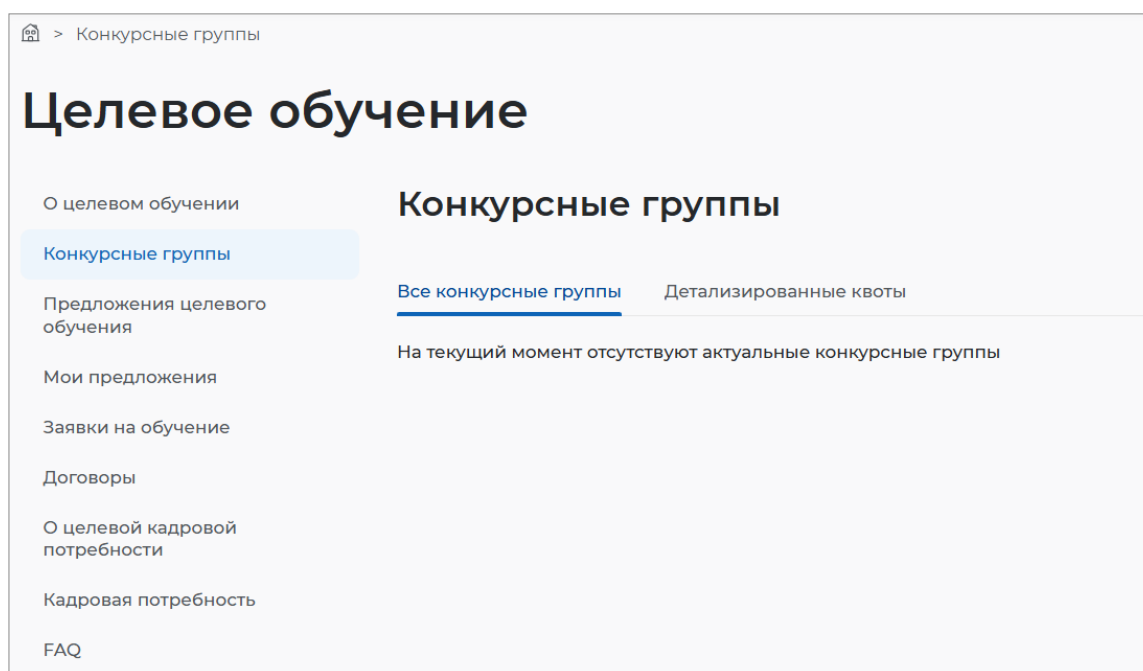 > Конкурсные группы
Целевое обучение
О целевом обучении
Конкурсные группы
Предложения целевого
обучения
Мои предложения
Заявки на обучение
Договоры
О целевой кадровой
потребности
Кадровая потребность
FAQ
Конкурсные группы
Все конкурсные группы Детализированные квоты
На текущий момент отсутствуют актуальные конкурсные группы